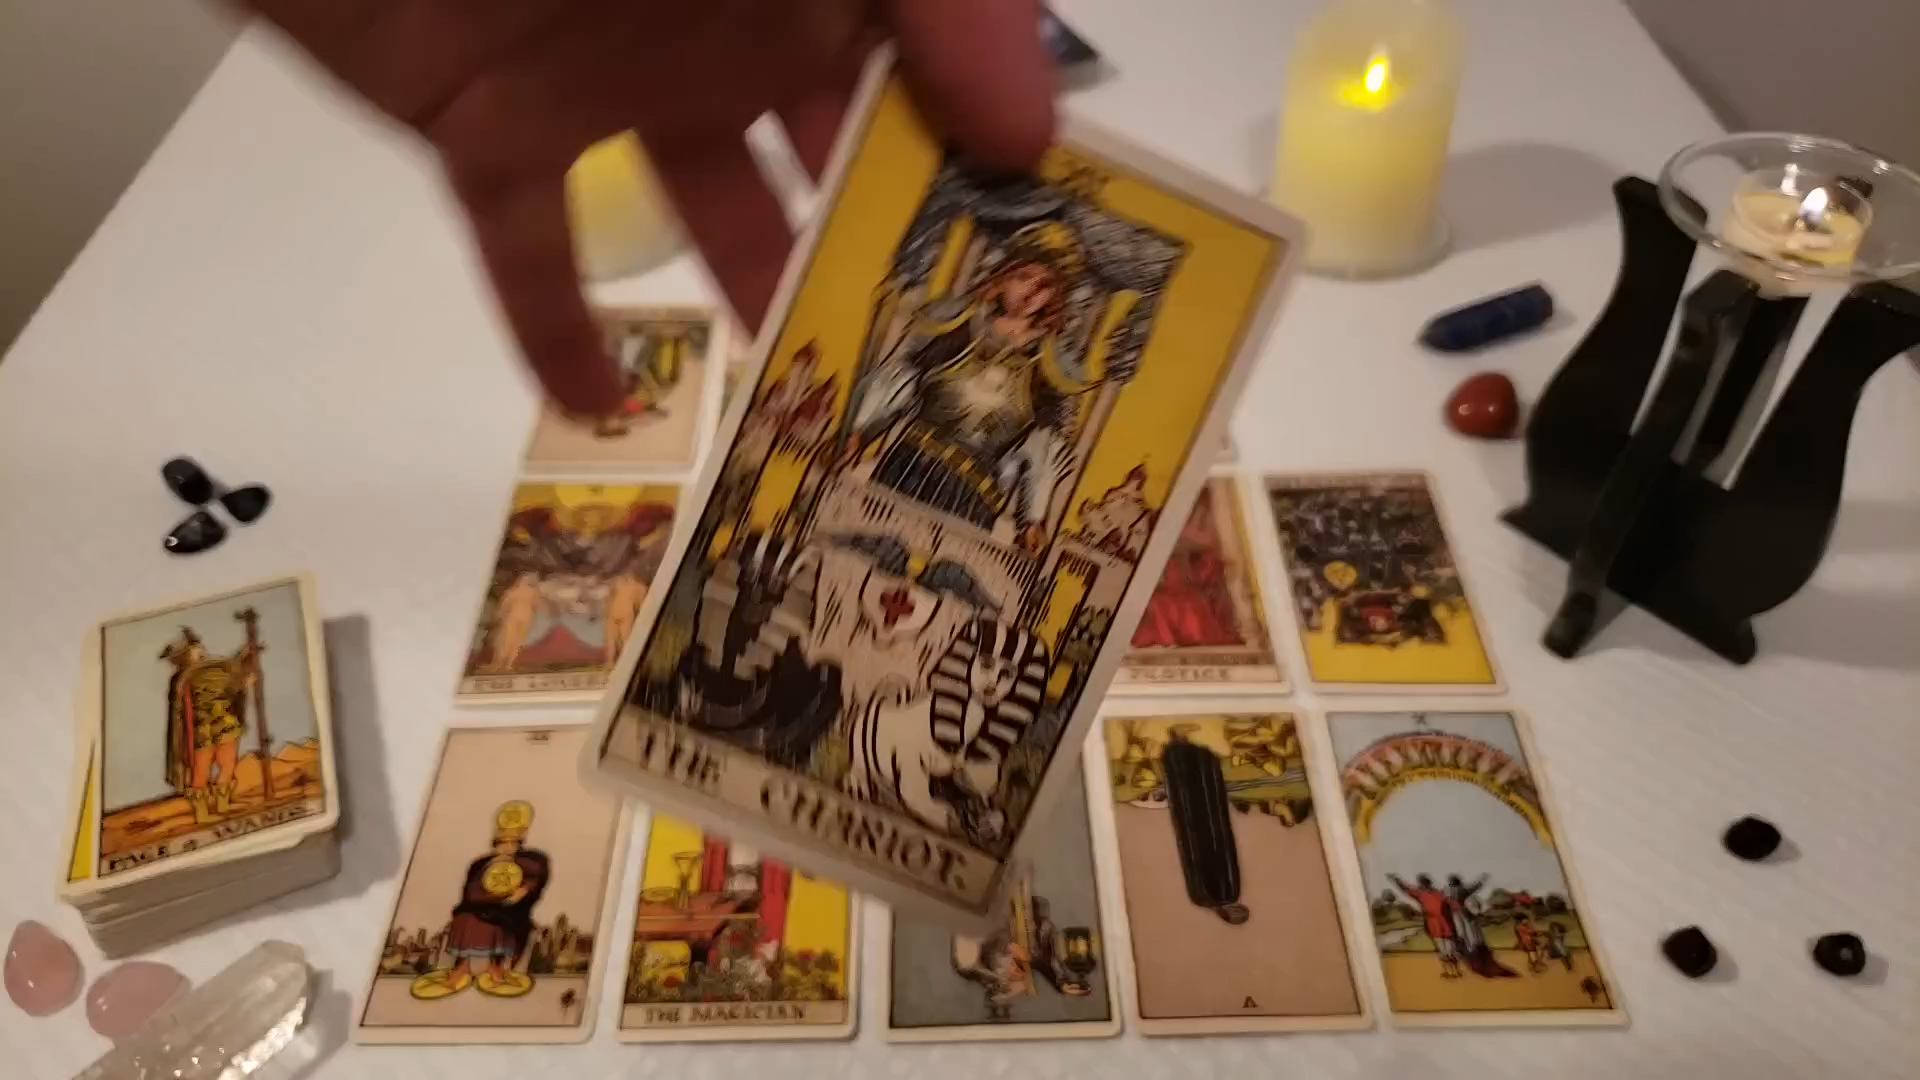 THE LOVERS
JUSTICE
PAGE of WANDS
THE CHARIOT.
THE MAGICIAN
X
V